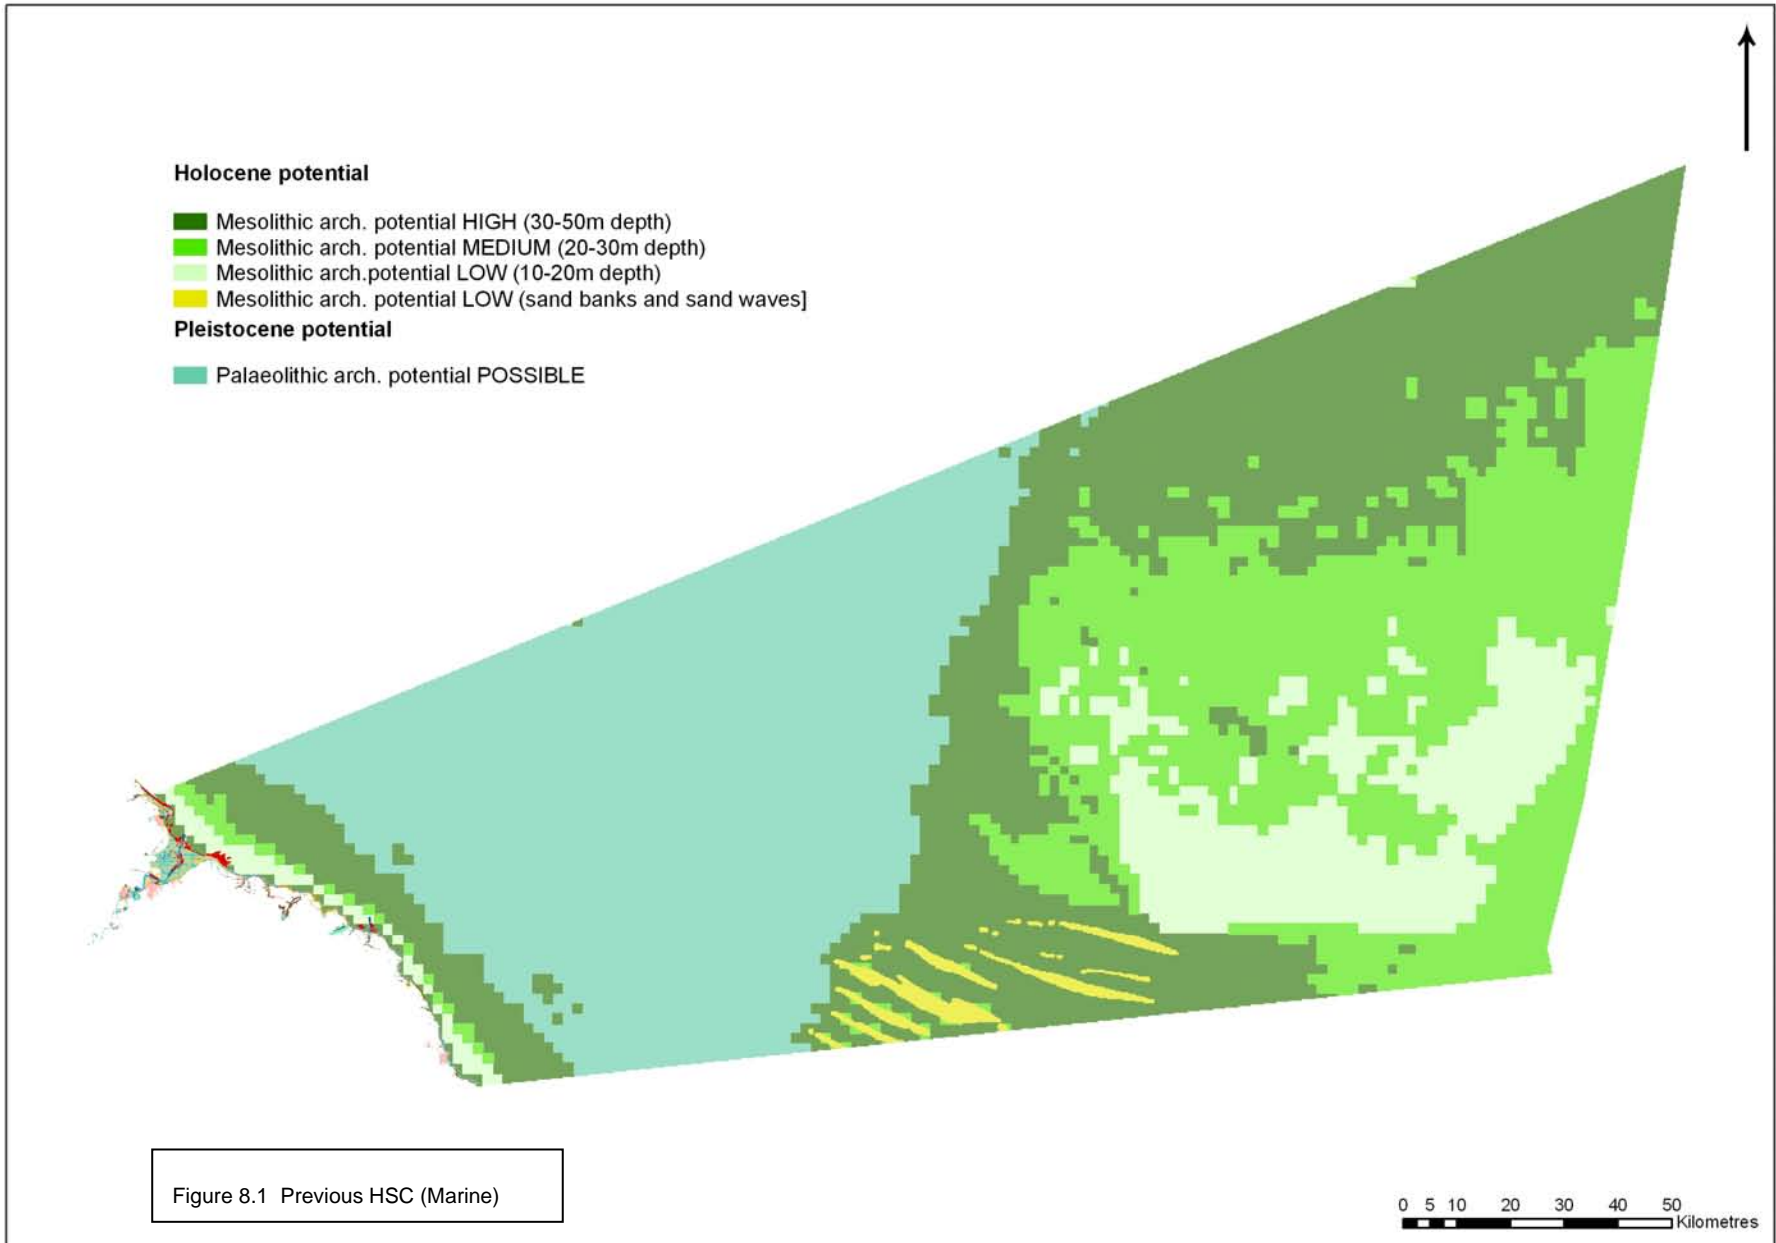 Holocene potential
Mesolithic arch. potential HIGH (30-50m depth)
Mesolithic arch. potential MEDIUM (20-30m depth)
Mesolithic arch.potential LOW (10-20m depth)
Mesolithic arch. potential LOW (sand banks and sand waves]
Pleistocene potential
Palaeolithic arch. potential POSSIBLE
Figure 8.1 Previous HSC (Marine)
0 5 10 20 30 40 50
Kilometres